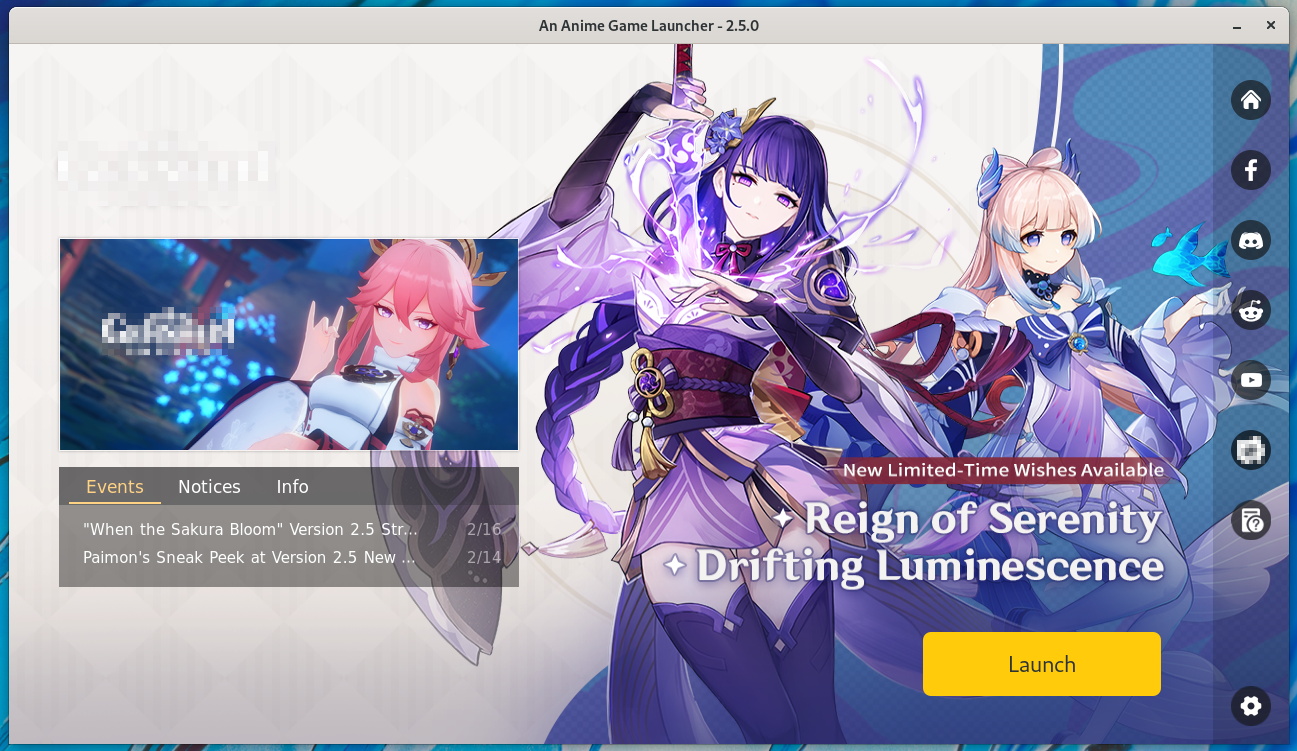 An Anime Game Launcher - 2.5.0
Events Notices Info
"When the Sakura Bloom" Version 2.5 Str... 2/16
Paimon's Sneak Peek at Version 2.5 New ... 2/14
New Limited-Time Wishes Available
Reign of Serenity
Drifting Luminescence
Launch